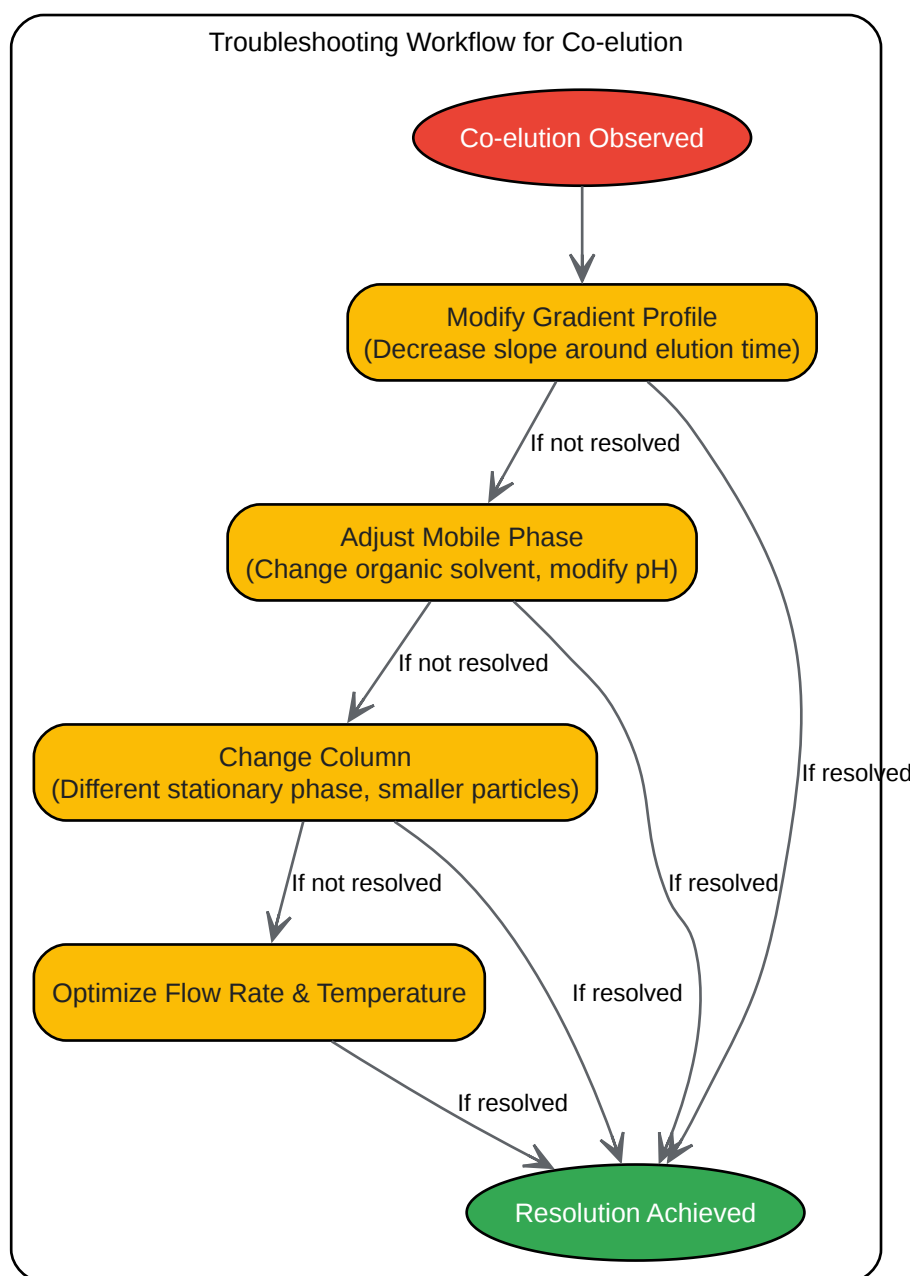 Troubleshooting Workflow for Co-elution
Co-elution Observed
Modify Gradient Profile
(Decrease slope around elution time)
If not resolved
Adjust Mobile Phase
(Change organic solvent, modify pH)
If not resolved
Change Column
(Different stationary phase, smaller particles)
If resolved
If not resolved
If resolved
Optimize Flow Rate & Temperature
If resolved
If resolved
Resolution Achieved